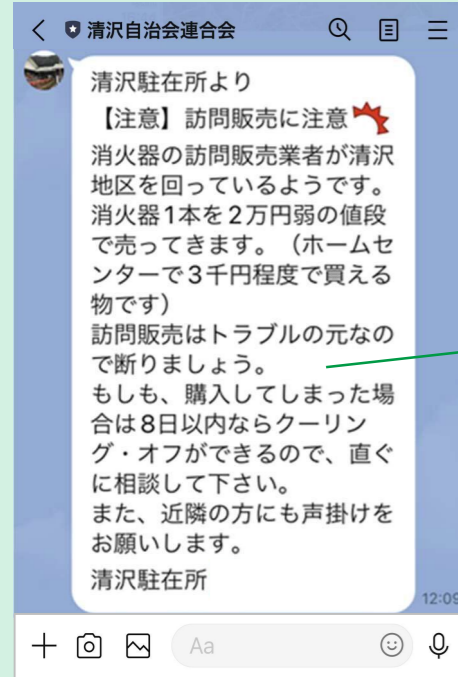 清沢自治会連合会
清沢駐在所より
【注意】訪問販売に注意
消火器の訪問販売業者が清沢
地区を回っているようです。
消火器1本を2万円弱の値段
で売ってきます。（ホームセ
ンターで3千円程度で買える
物です）
訪問販売はトラブルの元なの
で断りましょう。
もしも、購入してしまった場
合は8日以内ならクーリン
グ・オフができるので、直ぐ
に相談して下さい。
また、近隣の方にも声掛けを
お願いします。
清沢駐在所
12:09
Aa